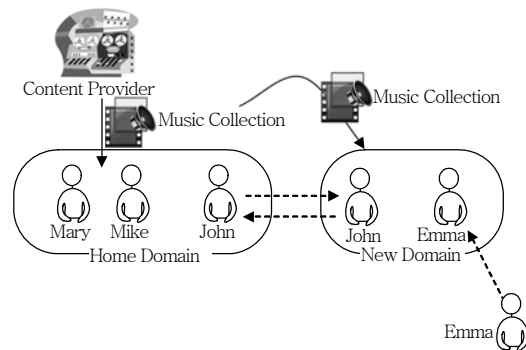 Content Provider
Music Collection
Music Collection
Mary
Mike
John
Home Domain
John
Emma
New Domain
Emma